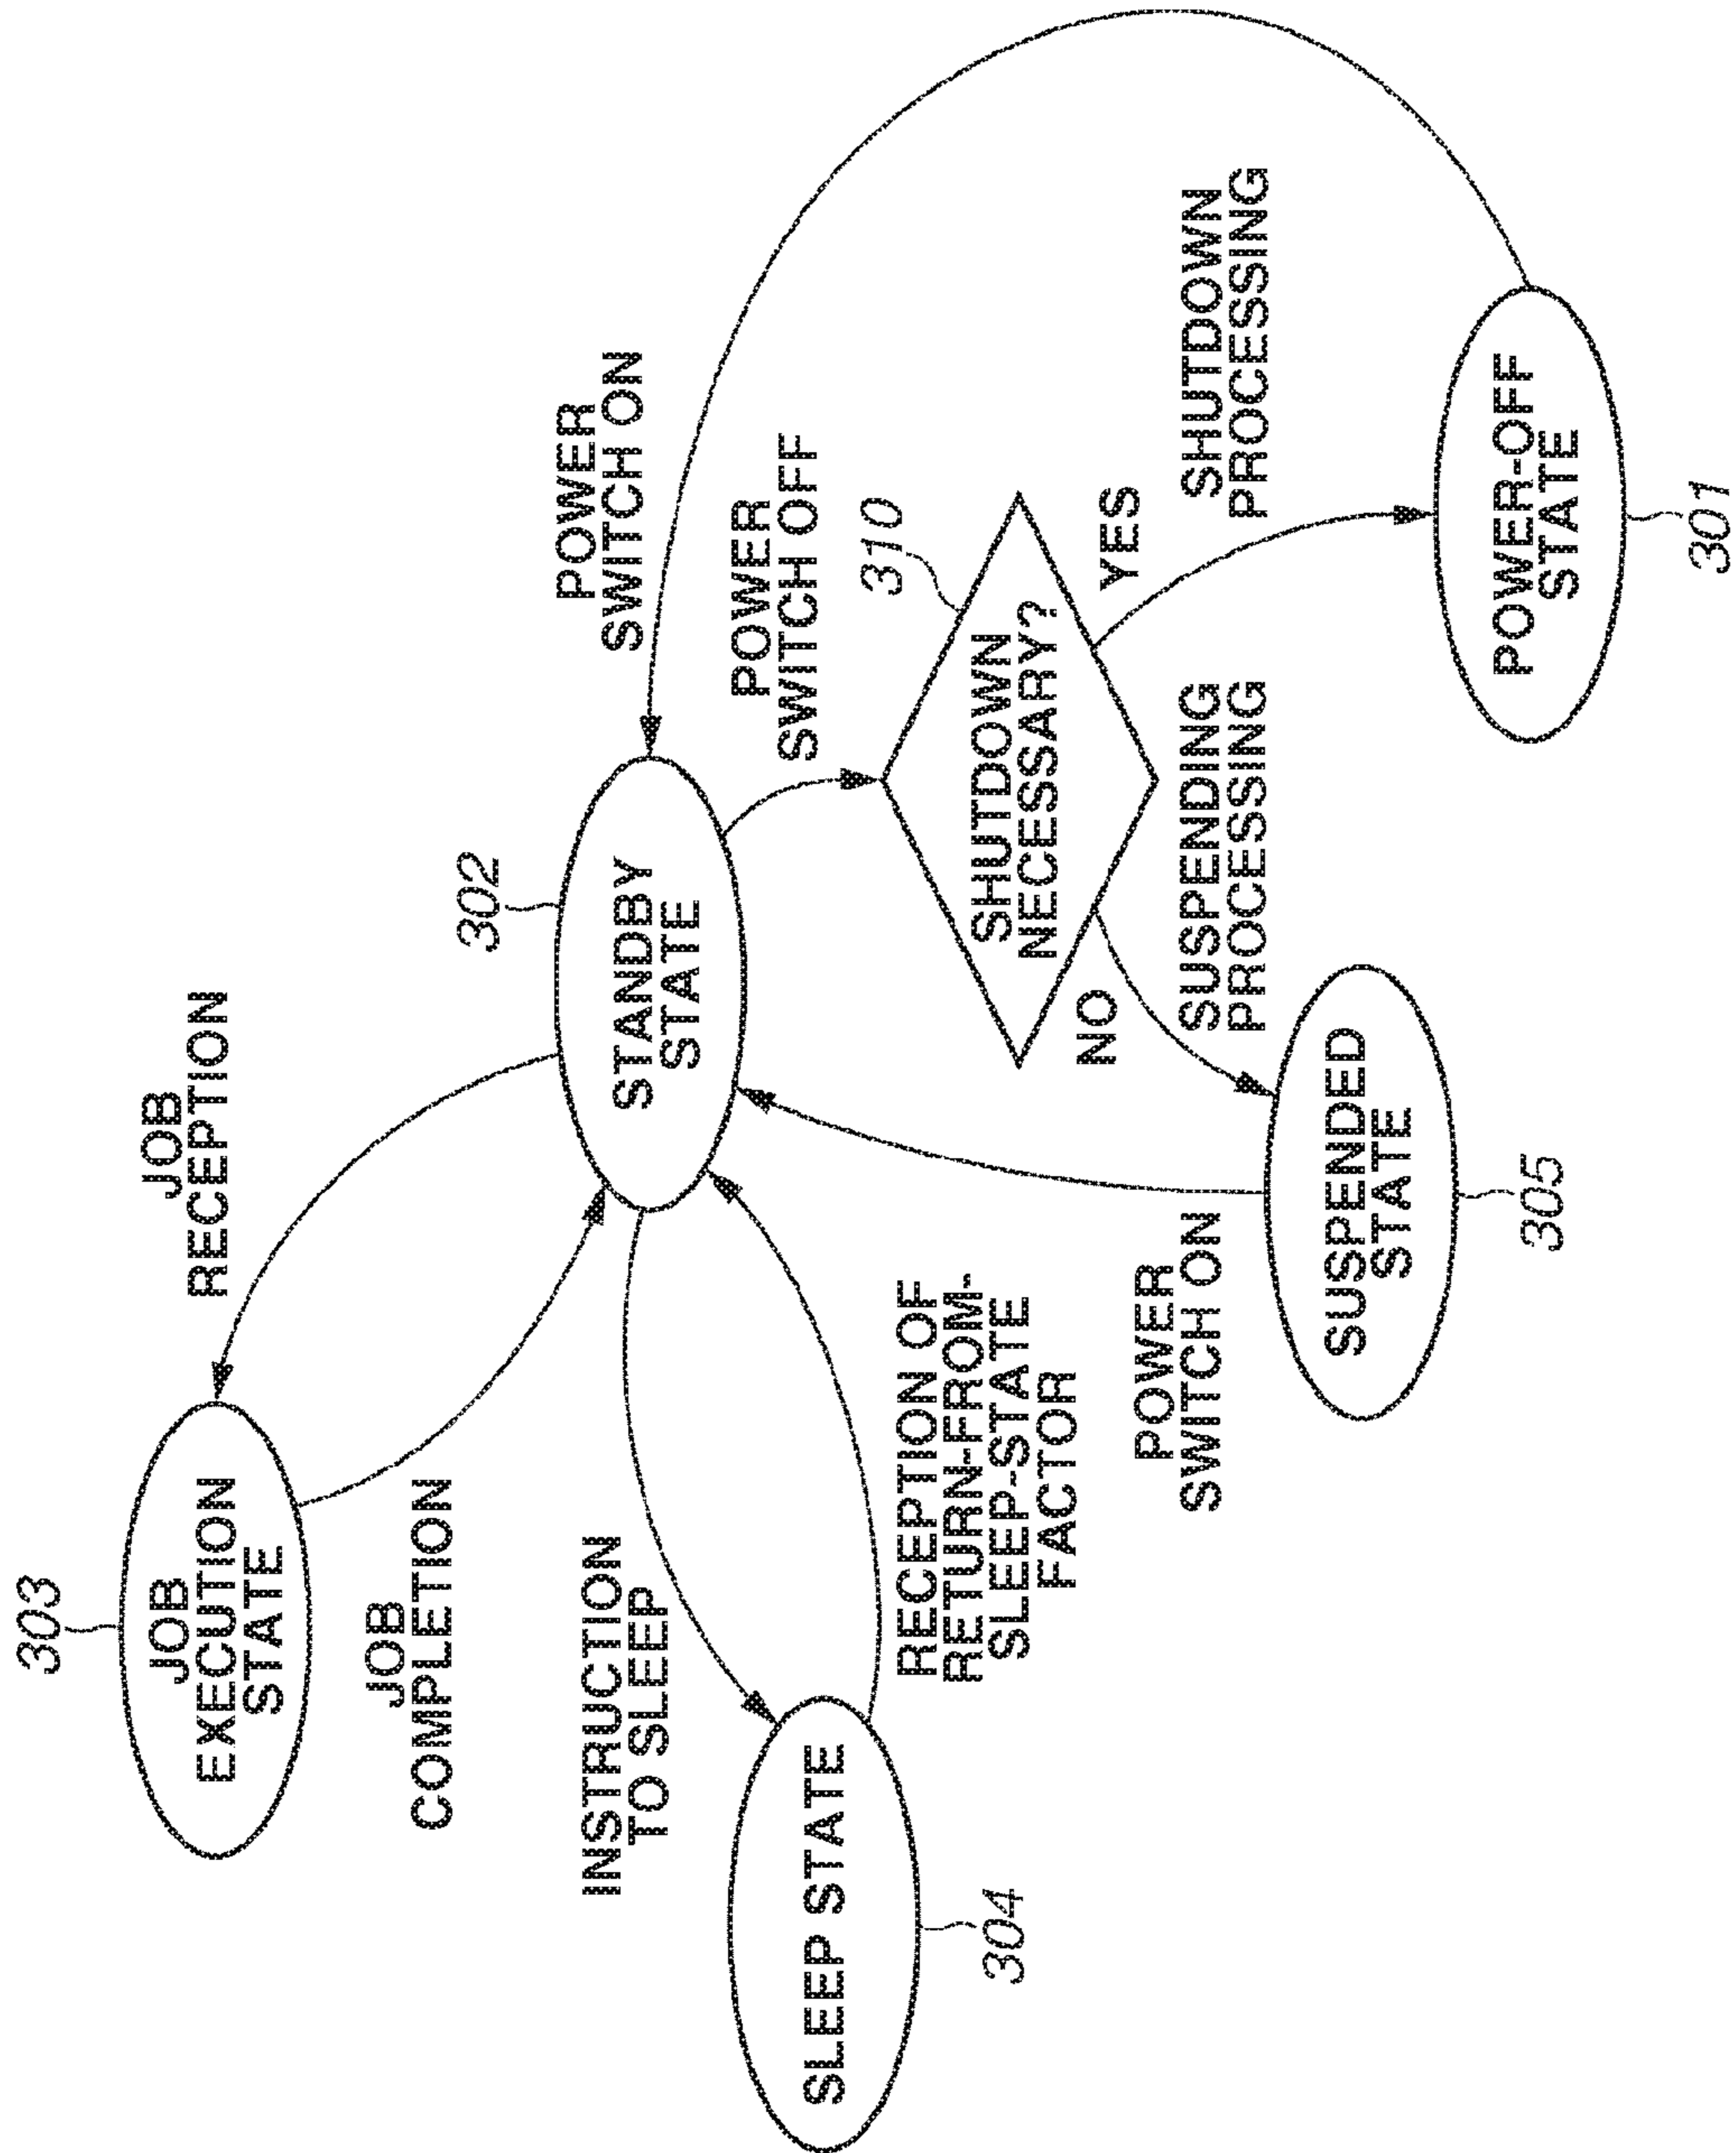 303
JOB
EXECUTION
STATE
JOB
RECEPTION
JOB
COMPLETION
302
STANDBY
STATE
POWER
SWITCH ON
INSTRUCTION
TO SLEEP
SLEEP STATE
304
RECEPTION OF
RETURN-FROM-
SLEEP-STATE
FACTOR
POWER
SWITCH OFF
310
SHUTDOWN
NECESSARY?
NO
YES
POWER
SWITCH ON
SUSPENDING
PROCESSING
SHUTDOWN
PROCESSING
SUSPENDED
STATE
305
POWER-OFF
STATE
301